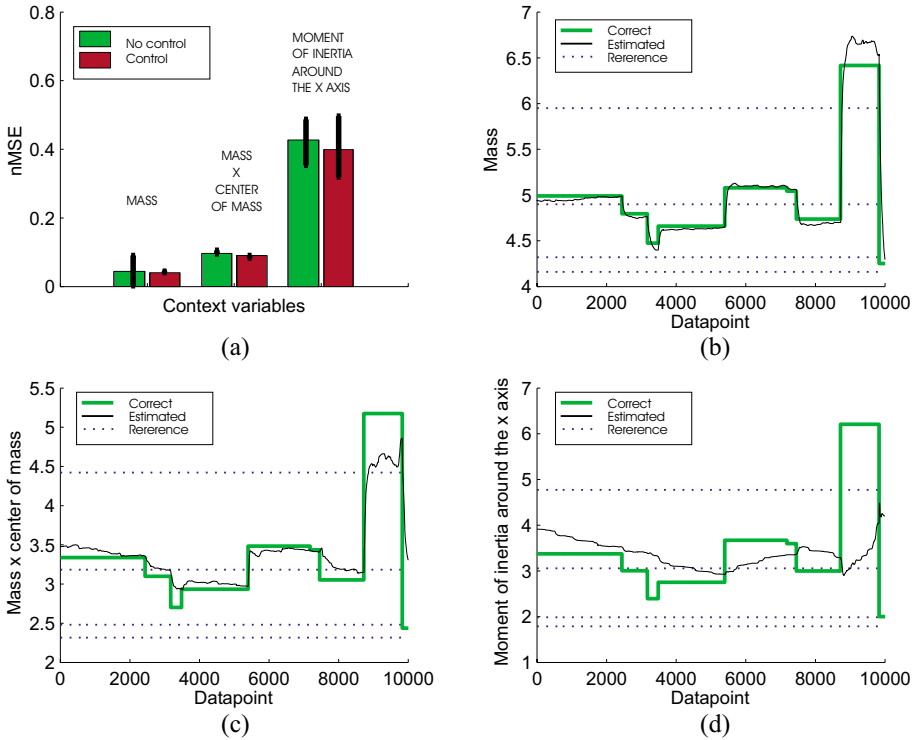 0.8
0.6
0.4
0.2
0
nMSE
No control
Control
MASS
MASS
X
CENTER
OF MASS
MOMENT
OF INERTIA
AROUND
THE X AXIS
Context variables
(a)
7
6.5
6
5.5
5
4.5
4
Mass
Correct
Estimated
Rererence
0 2000 4000 6000 8000 10000
Datapoint
(b)
5.5
5
4.5
4
3.5
3
2.5
2
Mass x center of mass
Correct
Estimated
Rererence
0 2000 4000 6000 8000 10000
Datapoint
(c)
7
6
5
4
3
2
1
Moment of inertia around the x axis
Correct
Estimated
Rererence
0 2000 4000 6000 8000 10000
Datapoint
(d)